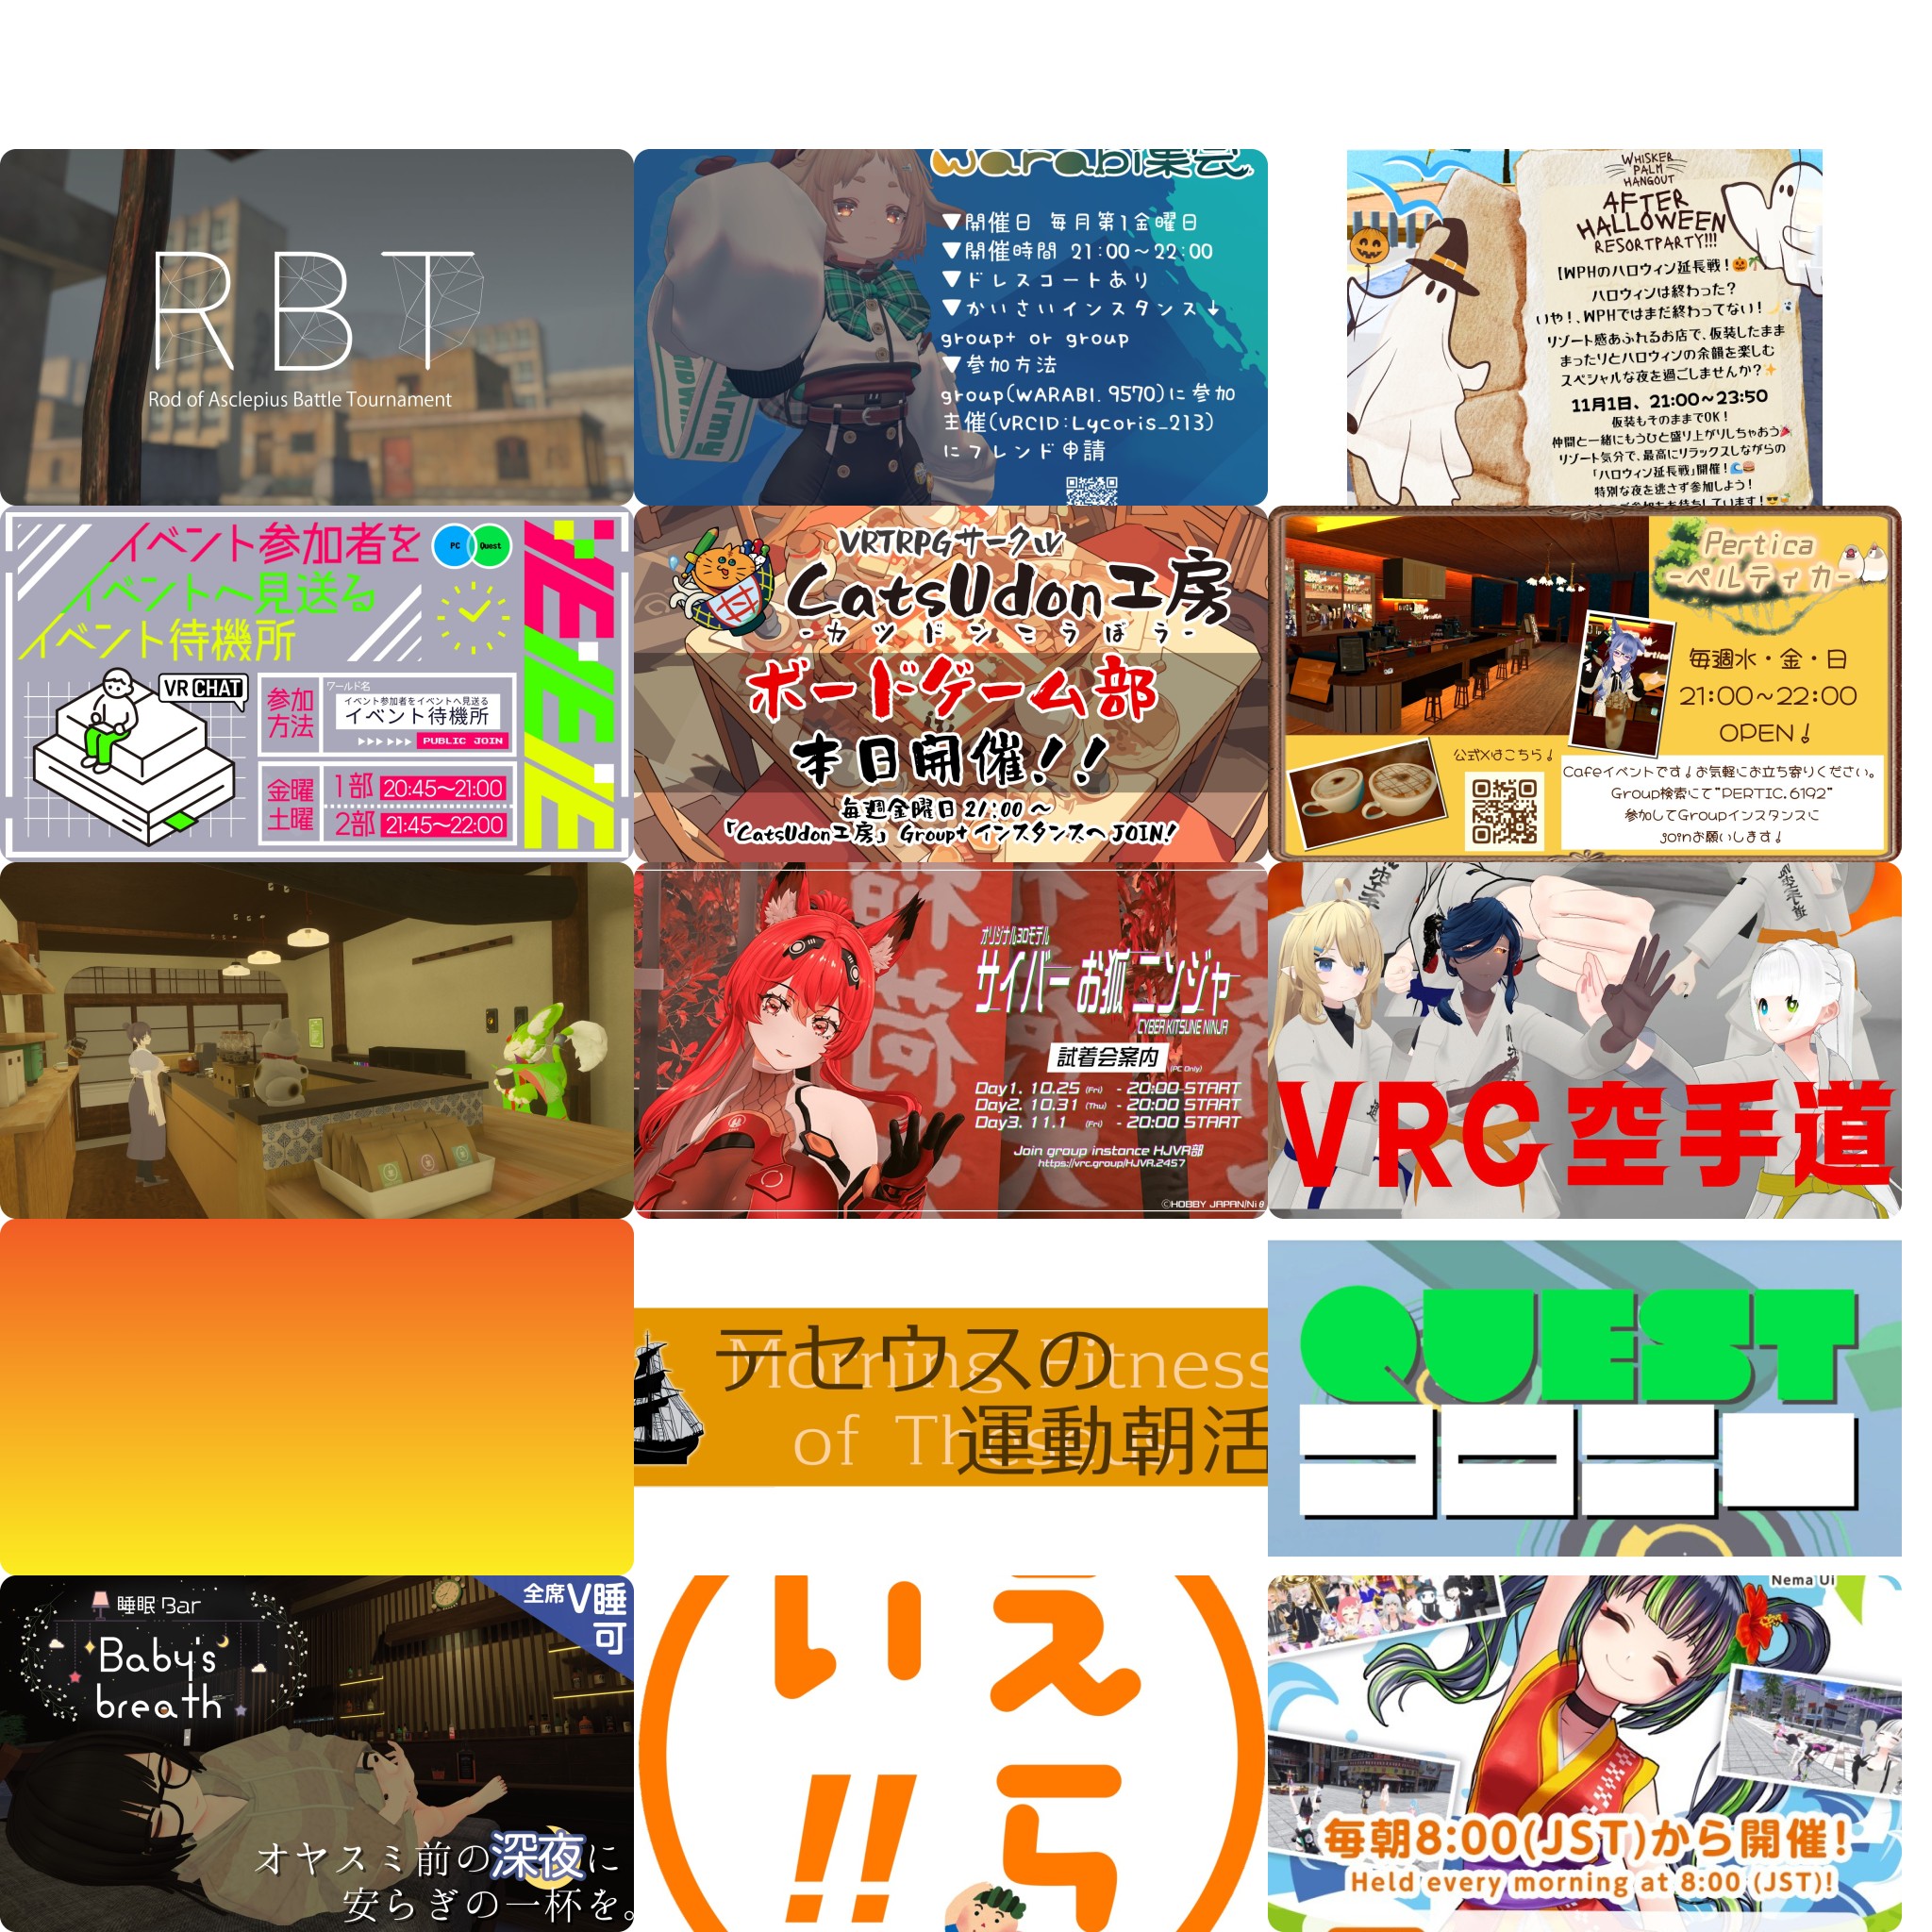 RBT
Rod of Asclepius Battle Tournament
warabi集会
▼開催日 毎月第1金曜日
▼開催時間 21:00~22:00
▼ドレスコートあり
▼かいさいインスタンス↓
group+ or group
▼参加方法
group(WARABI.9570)に参加
主催(VRCID:Lycoris_213)
にフレンド申請
WHISKER
PALM
HANGOUT
AFTER
HALLOWEEN
RESORTPARTY!!!
【WPHのハロウィン延長戦!
ハロウィンは終わった?
いや!、WPHではまだ終わってない!
リゾート感あふれるお店で、仮装したまま
まったりとハロウィンの余韻を楽しむ
スペシャルな夜を過ごしませんか?
11月1日、21:00~23:50
仮装もそのままでOK!
仲間と一緒にもうひと盛り上がりしちゃおう
リゾート気分で、最高にリラックスしながらの
「ハロウィン延長戦」開催!
特別な夜を逃さず参加しよう!
イベント参加者を
イベントへ見送る
イベント待機所
PC
Quest
VRCHAT
参加
方法
ワールド名
イベント参加者をイベントへ見送る
イベント待機所
PUBLIC JOIN
金曜
土曜
1部 20:45~21:00
2部 21:45~22:00
VRTRPGサークル
CatsUdon工房
-カツドンこうぼう-
ボードゲーム部
本日開催!!
毎週金曜日 21:00 ~
「CatsUdon工房」 Group+ インスタンスへ JOIN!
Pertica
-ペルティカ-
毎週水・金・日
21:00~22:00
OPEN!
公式Xはこちら!
Cafeイベントです!お気軽にお立ち寄りください。
Group検索にて"PERTIC.6192"
参加してGroupインスタンスに
joinお願いします!
オリジナル3Dモデル
サイバーお狐ニンジャ
CYBER KITSUNE NINJA
試着会案内
(PC Only)
Day1. 10.25 (Fri) - 20:00 START
Day2. 10.31 (Thu) - 20:00 START
Day3. 11.1 (Fri) - 20:00 START
Join group instance HJVR部
https://vrc.group/HJVR.2457
©HOBBY JAPAN/Niθ
VRC空手道
テセウスの
運動朝活
Morning Fitness
of Theseus
QUEST
コロニー
睡眠Bar
Baby's
breath
全席V睡
可
オヤスミ前の深夜に
安らぎの一杯を。
えら
い!!
Nema Ui
毎朝8:00(JST)から開催!
Held every morning at 8:00 (JST)!